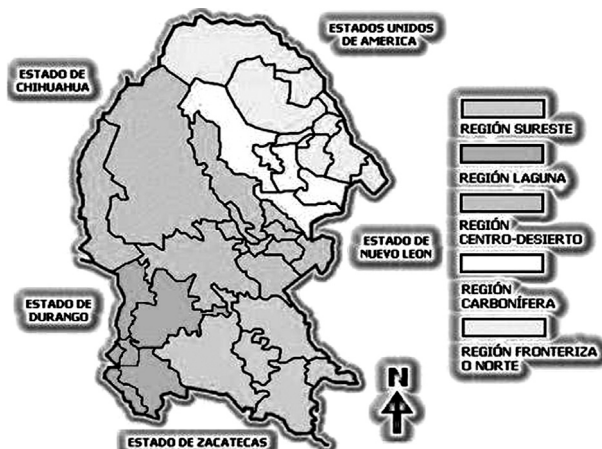 ESTADOS UNIDOS
DE AMERICA
ESTADO DE
CHIHUAHUA
REGIÓN SURESTE
REGIÓN LAGUNA
REGIÓN
CENTRO-DESIERTO
ESTADO DE
NUEVO LEON
REGIÓN
CARBONÍFERA
ESTADO DE
DURANGO
REGIÓN FRONTERIZA
O NORTE
N
ESTADO DE ZACATECAS